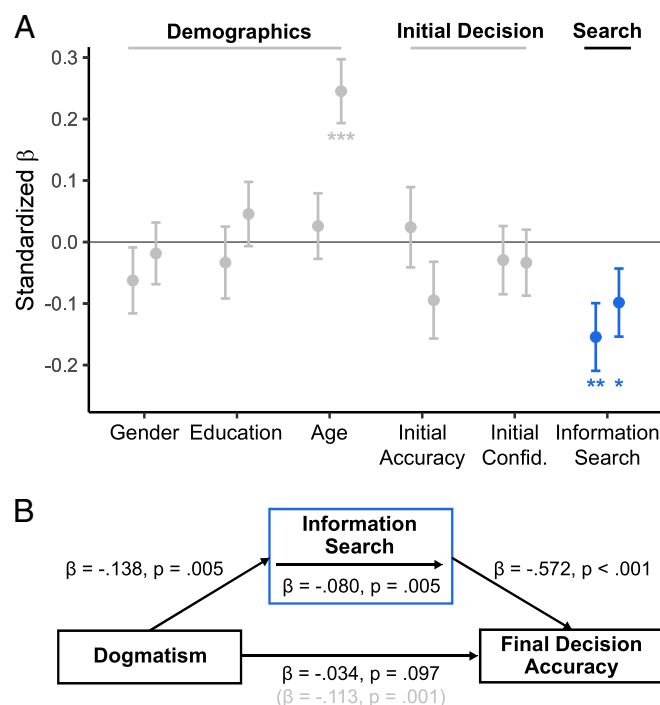 A
Demographics
Initial Decision
Search
Standardized β
0.3
0.2
0.1
0.0
-0.1
-0.2
***
** *
Gender Education Age Initial Initial Information
Accuracy Confid. Search
B
Information
Search
β = -.138, p = .005
β = -.572, p < .001
β = -.080, p = .005
Dogmatism
Final Decision
Accuracy
β = -.034, p = .097
(β = -.113, p = .001)